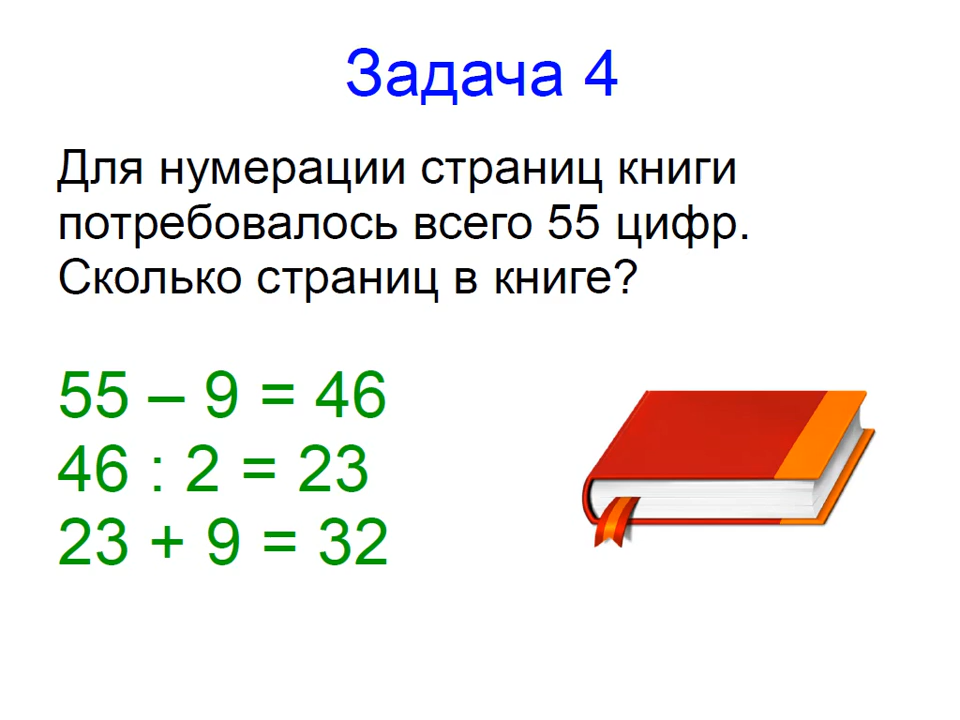 Задача 4
Для нумерации страниц книги
потребовалось всего 55 цифр.
Сколько страниц в книге?
55 – 9 = 46
46 : 2 = 23
23 + 9 = 32